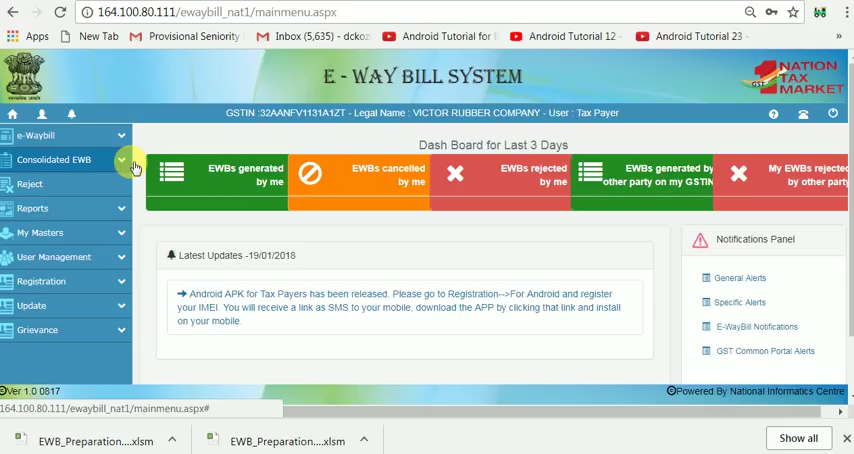 164.100.80.111/ewaybill_nat1/mainmenu.aspx
Apps New Tab Provisional Seniority Inbox (5,635) - dckoz Android Tutorial for Android Tutorial 12 - Android Tutorial 23 - »
E - WAY BILL SYSTEM
NATION
TAX
MARKET
GST
GSTIN :32AANFV1131A1ZT - Legal Name : VICTOR RUBBER COMPANY - User : Tax Payer
e-Waybill
Consolidated EWB
Reject
Reports
My Masters
User Management
Registration
Update
Grievance
Dash Board for Last 3 Days
EWBs generated
by me
EWBs cancelled
by me
EWBs rejected
by me
EWBs generated by
other party on my GSTIN
My EWBs rejected
by other party
Latest Updates -19/01/2018
Android APK for Tax Payers has been released. Please go to Registration-->For Android and register
your IMEI. You will receive a link as SMS to your mobile, download the APP by clicking that link and install
on your mobile.
Notifications Panel
General Alerts
Specific Alerts
E-WayBill Notifications
GST Common Portal Alerts
©Ver 1.0 0817
©Powered By National Informatics Centre
164.100.80.111/ewaybill_nat1/mainmenu.aspx#
EWB_Preparation....xlsm
EWB_Preparation....xlsm
Show all